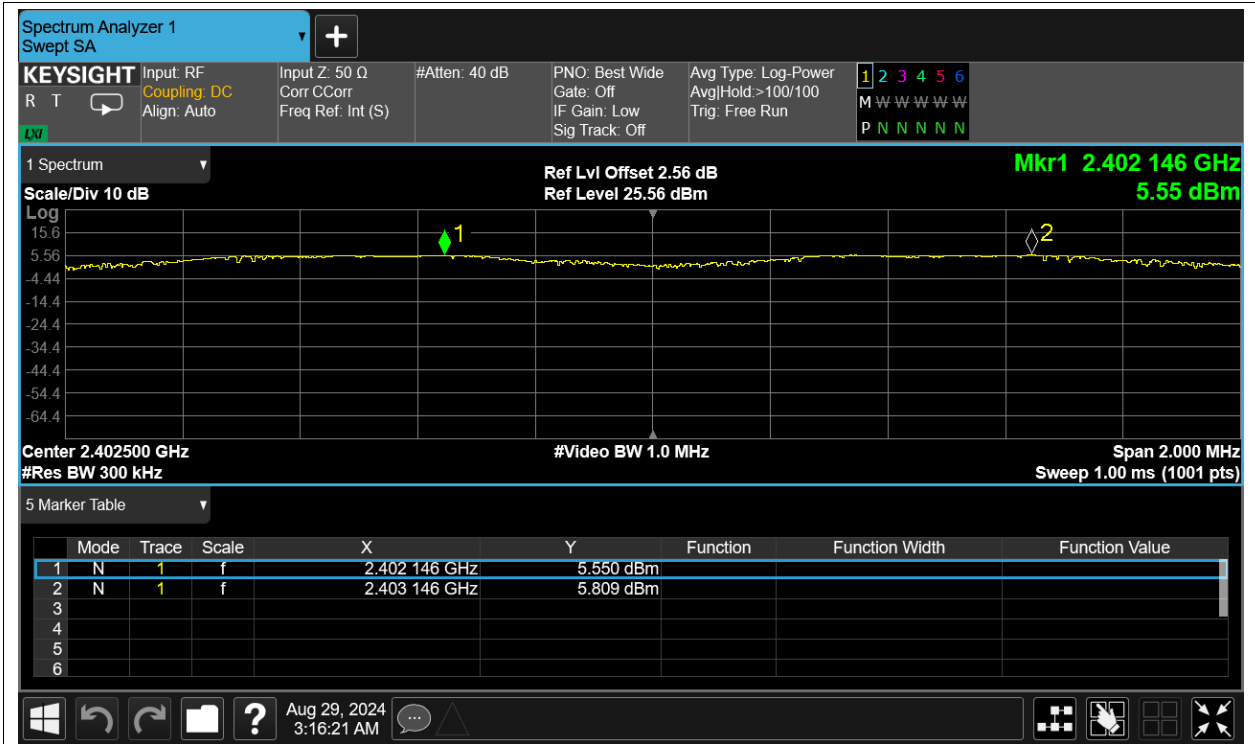 Spectrum Analyzer 1
Swept SA
KEYSIGHT
R T
LXI
Input: RF
Coupling: DC
Align: Auto
Input Z: 50 Ω
Corr CCorr
Freq Ref: Int (S)
#Atten: 40 dB
PNO: Best Wide
Gate: Off
IF Gain: Low
Sig Track: Off
Avg Type: Log-Power
Avg|Hold:>100/100
Trig: Free Run
1 2 3 4 5 6
M W W W W W
P N N N N N
1 Spectrum
Scale/Div 10 dB
Ref Lvl Offset 2.56 dB
Ref Level 25.56 dBm
Mkr1 2.402 146 GHz
5.55 dBm
Log
15.6
5.56
-4.44
-14.4
-24.4
-34.4
-44.4
-54.4
-64.4
1
2
Center 2.402500 GHz
#Res BW 300 kHz
#Video BW 1.0 MHz
Span 2.000 MHz
Sweep 1.00 ms (1001 pts)
5 Marker Table
Mode Trace Scale X Y Function Function Width Function Value
1 N 1 f 2.402 146 GHz 5.550 dBm
2 N 1 f 2.403 146 GHz 5.809 dBm
3
4
5
6
?
Aug 29, 2024
3:16:21 AM